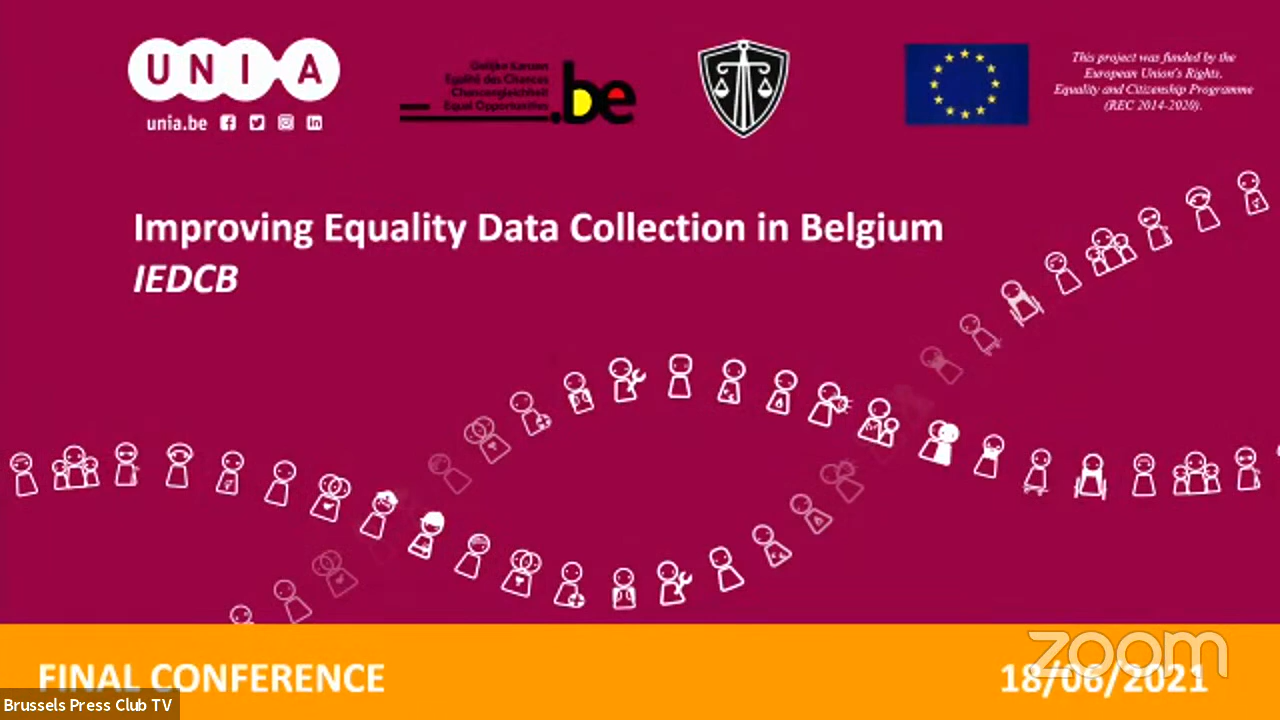 UNIA
unia.be
Gelijke Kansen
Egalité des Chances
Chancengleichheit
Equal Opportunities
.be
This project was funded by the
European Union's Rights,
Equality and Citizenship Programme
(REC 2014-2020).
Improving Equality Data Collection in Belgium
IEDCB
FINAL CONFERENCE
18/06/2021
zoom
Brussels Press Club TV